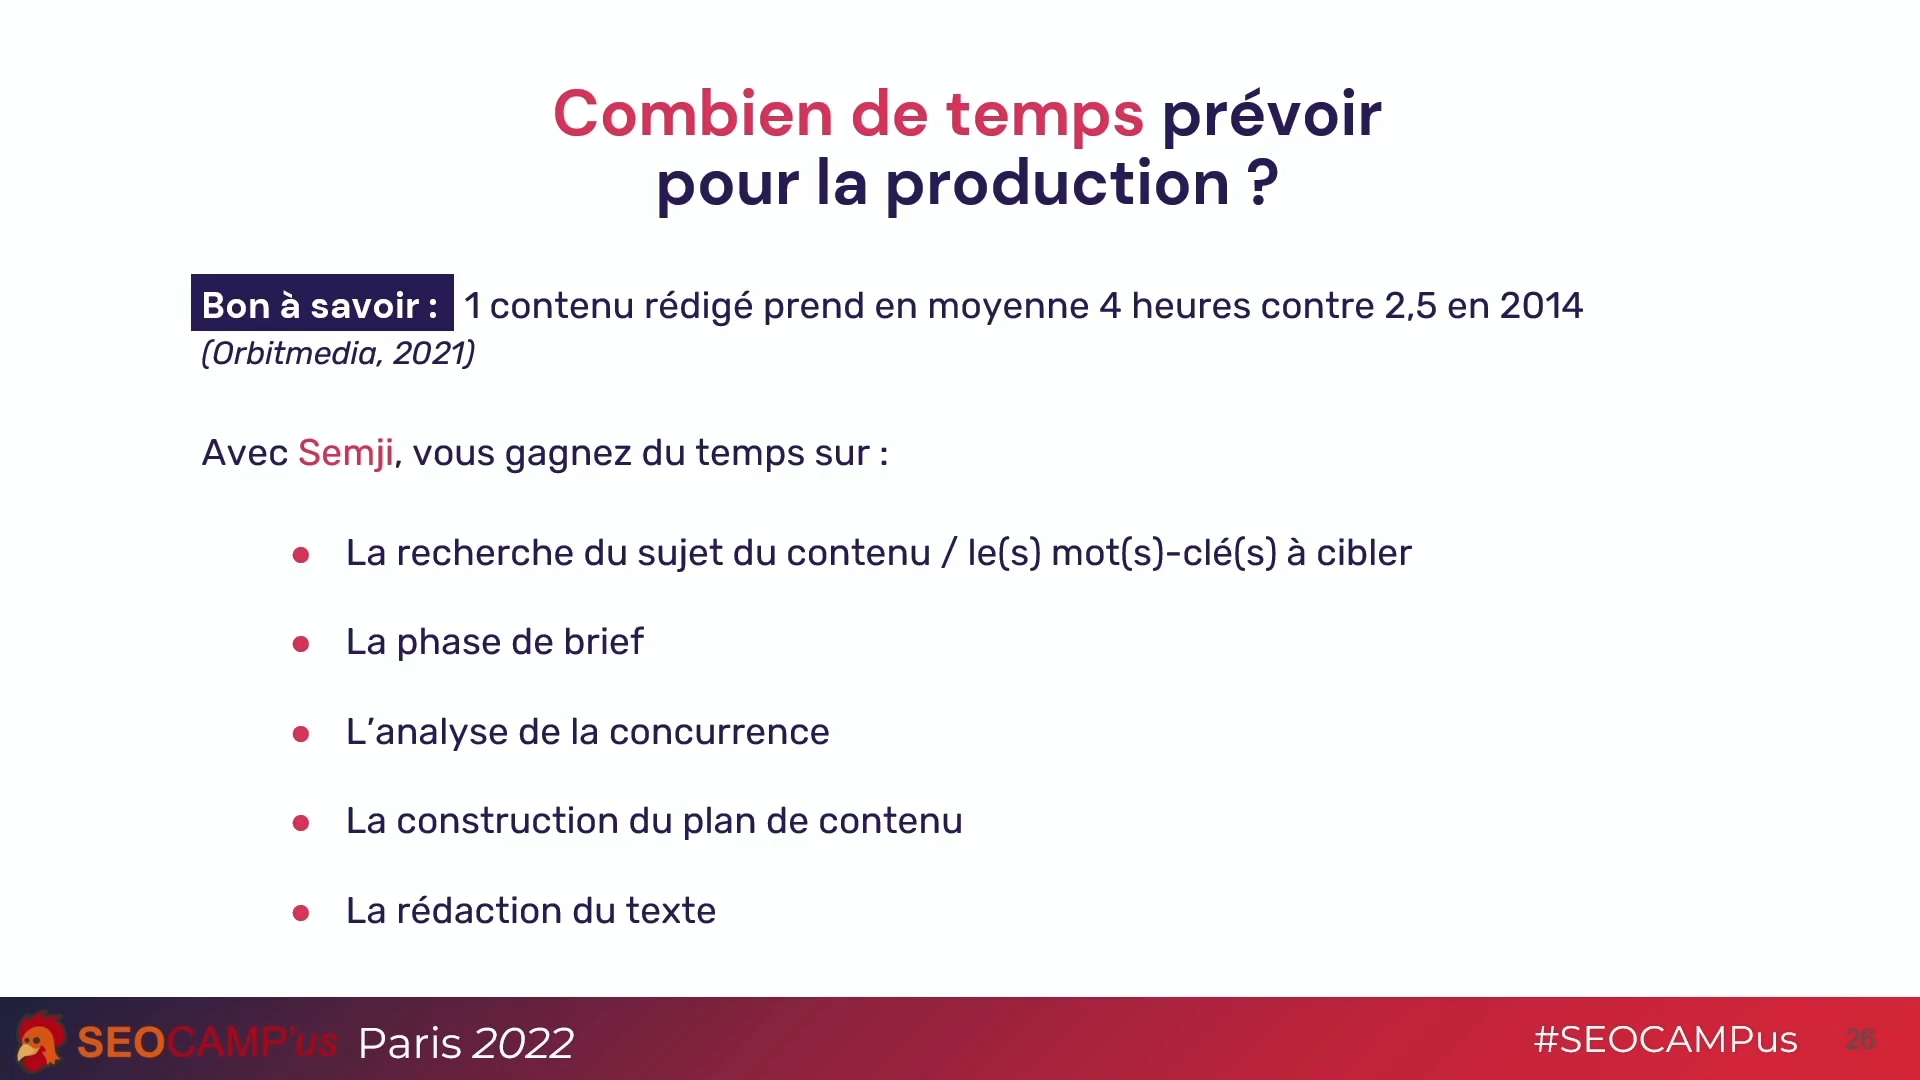 Combien de temps prévoir
pour la production ?
Bon à savoir : 1 contenu rédigé prend en moyenne 4 heures contre 2,5 en 2014
(Orbitmedia, 2021)
Avec Semji, vous gagnez du temps sur :
● La recherche du sujet du contenu / le(s) mot(s)-clé(s) à cibler
● La phase de brief
● L’analyse de la concurrence
● La construction du plan de contenu
● La rédaction du texte
SEOCAMP'us Paris 2022
#SEOCAMPus 26